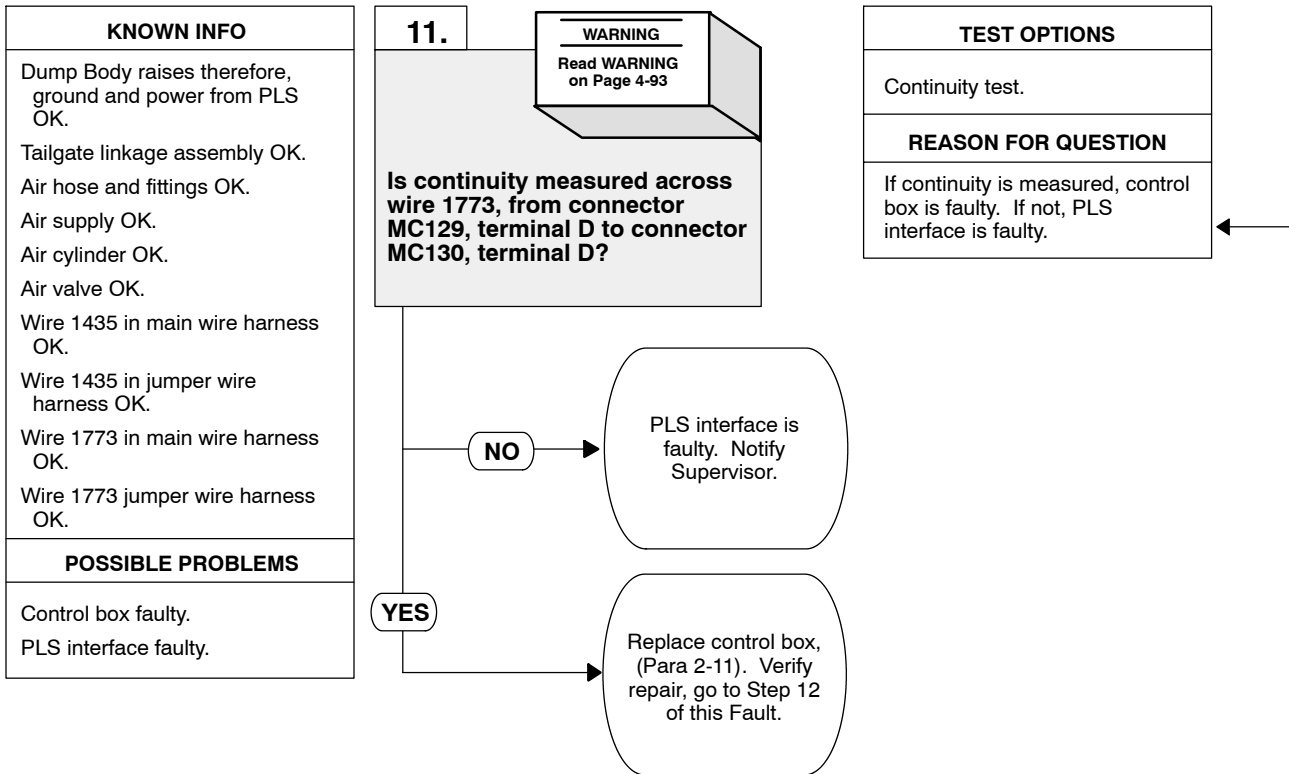 KNOWN INFO
Dump Body raises therefore,
ground and power from PLS
OK.
Tailgate linkage assembly OK.
Air hose and fittings OK.
Air supply OK.
Air cylinder OK.
Air valve OK.
Wire 1435 in main wire harness
OK.
Wire 1435 in jumper wire
harness OK.
Wire 1773 in main wire harness
OK.
Wire 1773 jumper wire harness
OK.
POSSIBLE PROBLEMS
Control box faulty.
PLS interface faulty.
11.
WARNING
Read WARNING
on Page 4-93
Is continuity measured across
wire 1773, from connector
MC129, terminal D to connector
MC130, terminal D?
TEST OPTIONS
Continuity test.
REASON FOR QUESTION
If continuity is measured, control
box is faulty. If not, PLS
interface is faulty.
NO
PLS interface is
faulty. Notify
Supervisor.
YES
Replace control box,
(Para 2-11). Verify
repair, go to Step 12
of this Fault.